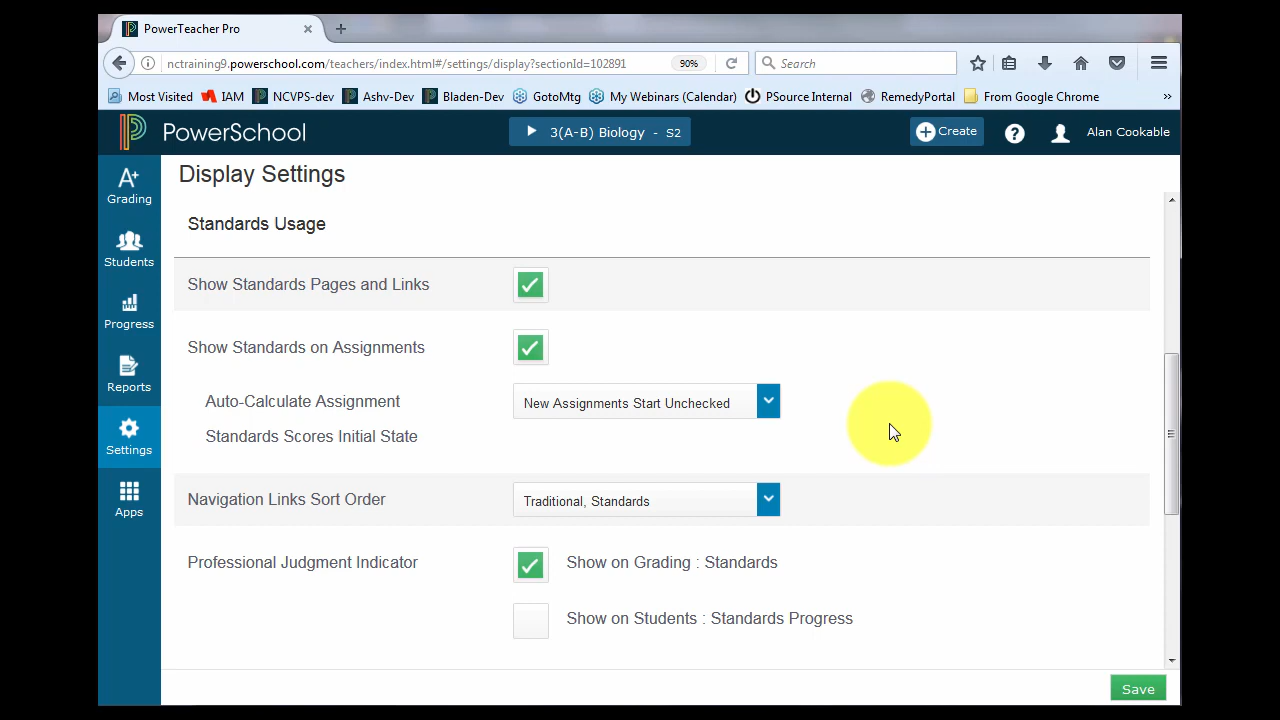 PowerTeacher Pro
nctraining9.powerschool.com/teachers/index.html#/settings/display?sectionId=102891
90%
Search
Most Visited
IAM
NCVPS-dev
Ashv-Dev
Bladen-Dev
GotoMtg
My Webinars (Calendar)
PSource Internal
RemedyPortal
From Google Chrome
»
PowerSchool
3(A-B) Biology - S2
Create
?
Alan Cookable
A+
Grading
Students
Progress
Reports
Settings
Apps
Display Settings
Standards Usage
Show Standards Pages and Links
Show Standards on Assignments
Auto-Calculate Assignment
Standards Scores Initial State
New Assignments Start Unchecked
Navigation Links Sort Order
Traditional, Standards
Professional Judgment Indicator
Show on Grading : Standards
Show on Students : Standards Progress
Save